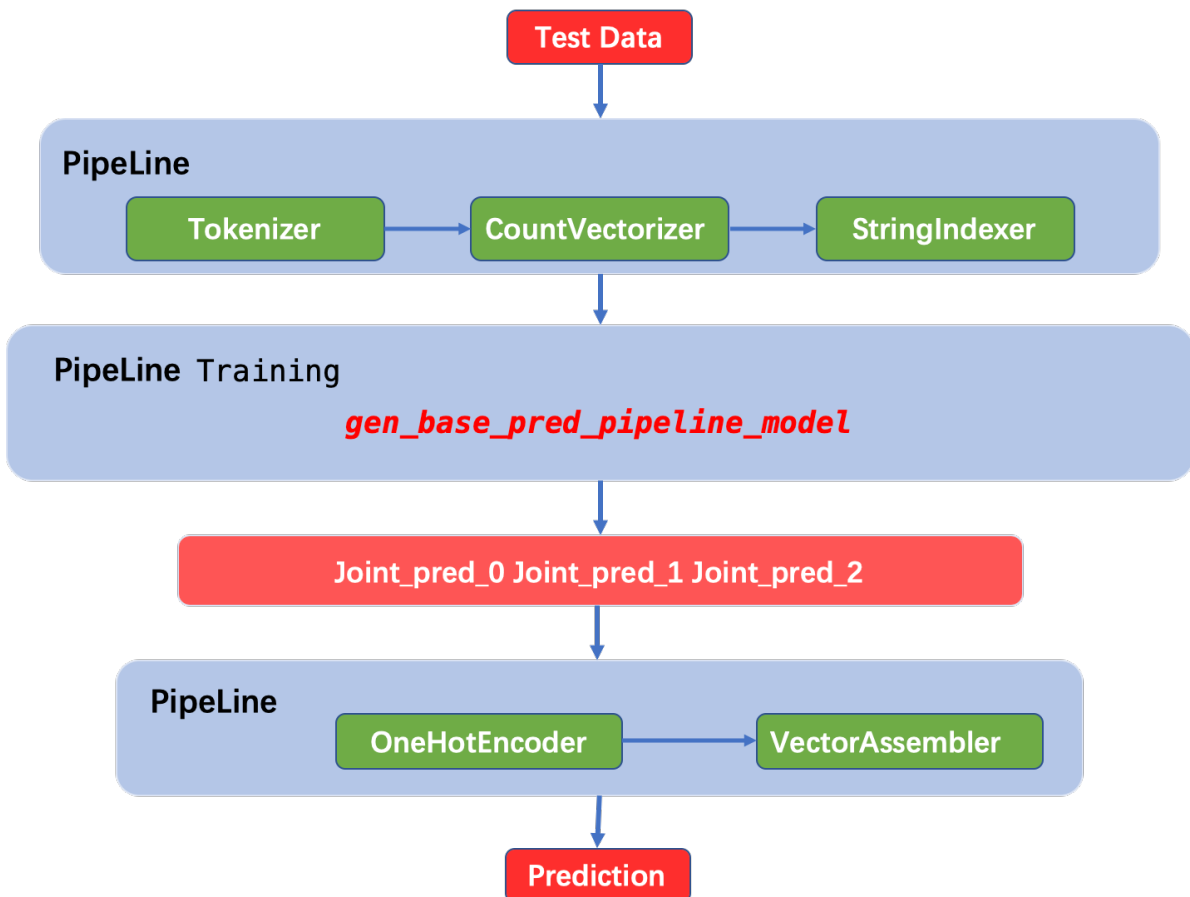 Test Data
PipeLine
Tokenizer CountVectorizer StringIndexer
PipeLine Training
gen_base_pred_pipeline_model
Joint_pred_0 Joint_pred_1 Joint_pred_2
PipeLine
OneHotEncoder VectorAssembler
Prediction